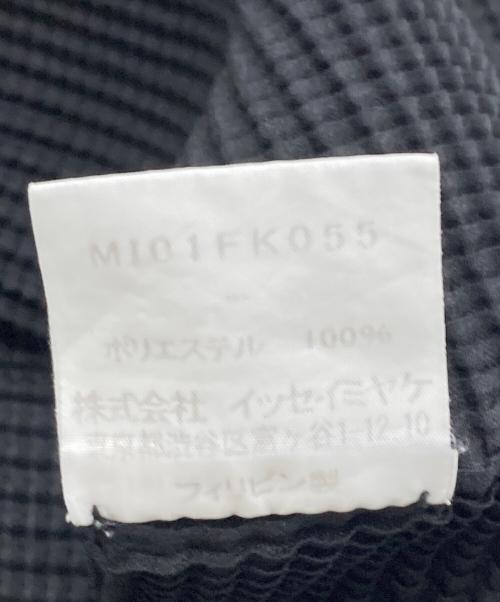 MI01FK055
--
ポリエステル 100%
株式会社 イッセイミヤケ
東京都渋谷区富ヶ谷1-12-10
フィリピン製